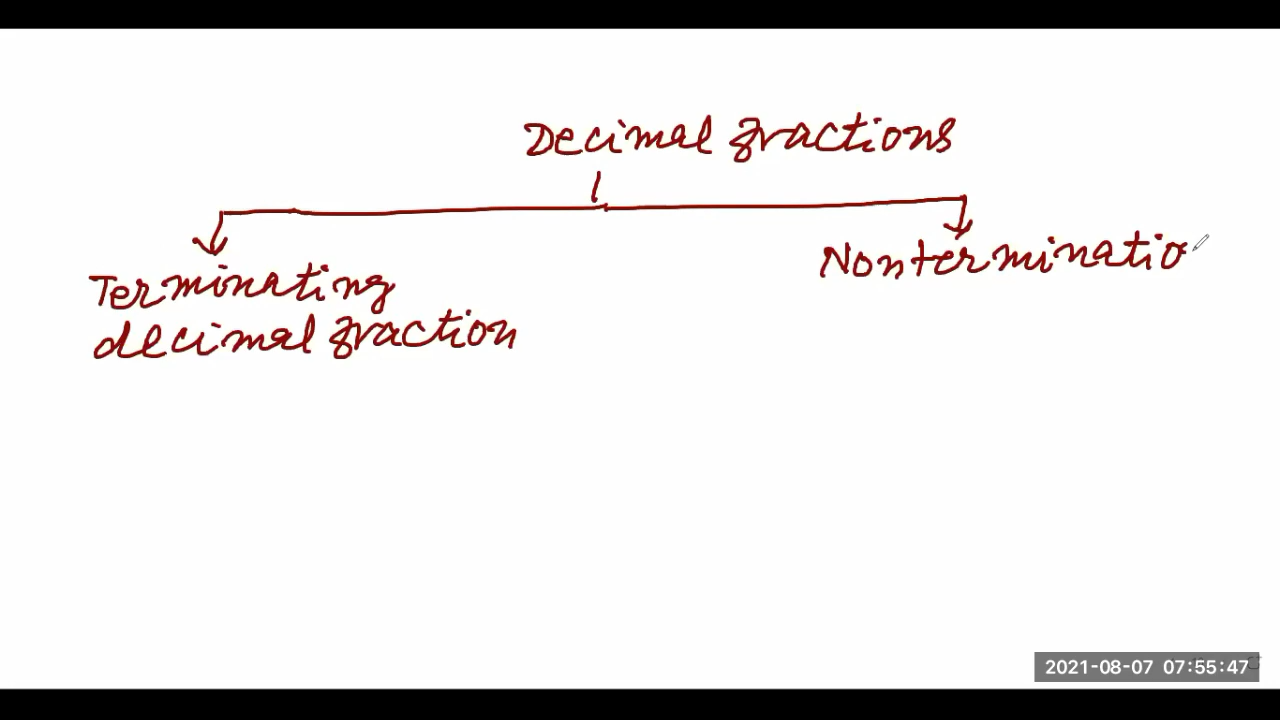 Decimal fractions
Terminating
decimal fraction
Nonterminatio
2021-08-07 07:55:47